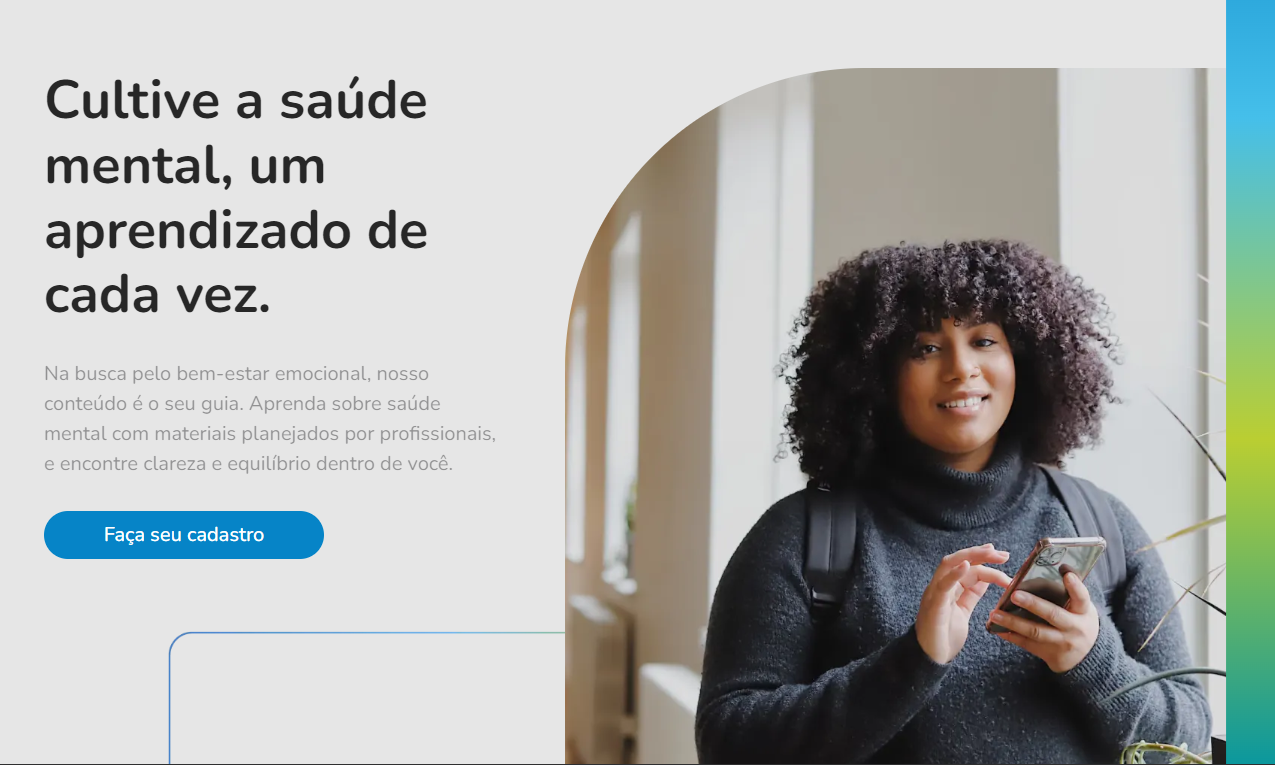 Cultive a saúde
mental, um
aprendizado de
cada vez.
Na busca pelo bem-estar emocional, nosso
conteúdo é o seu guia. Aprenda sobre saúde
mental com materiais planejados por profissionais,
e encontre clareza e equilíbrio dentro de você.
Faça seu cadastro